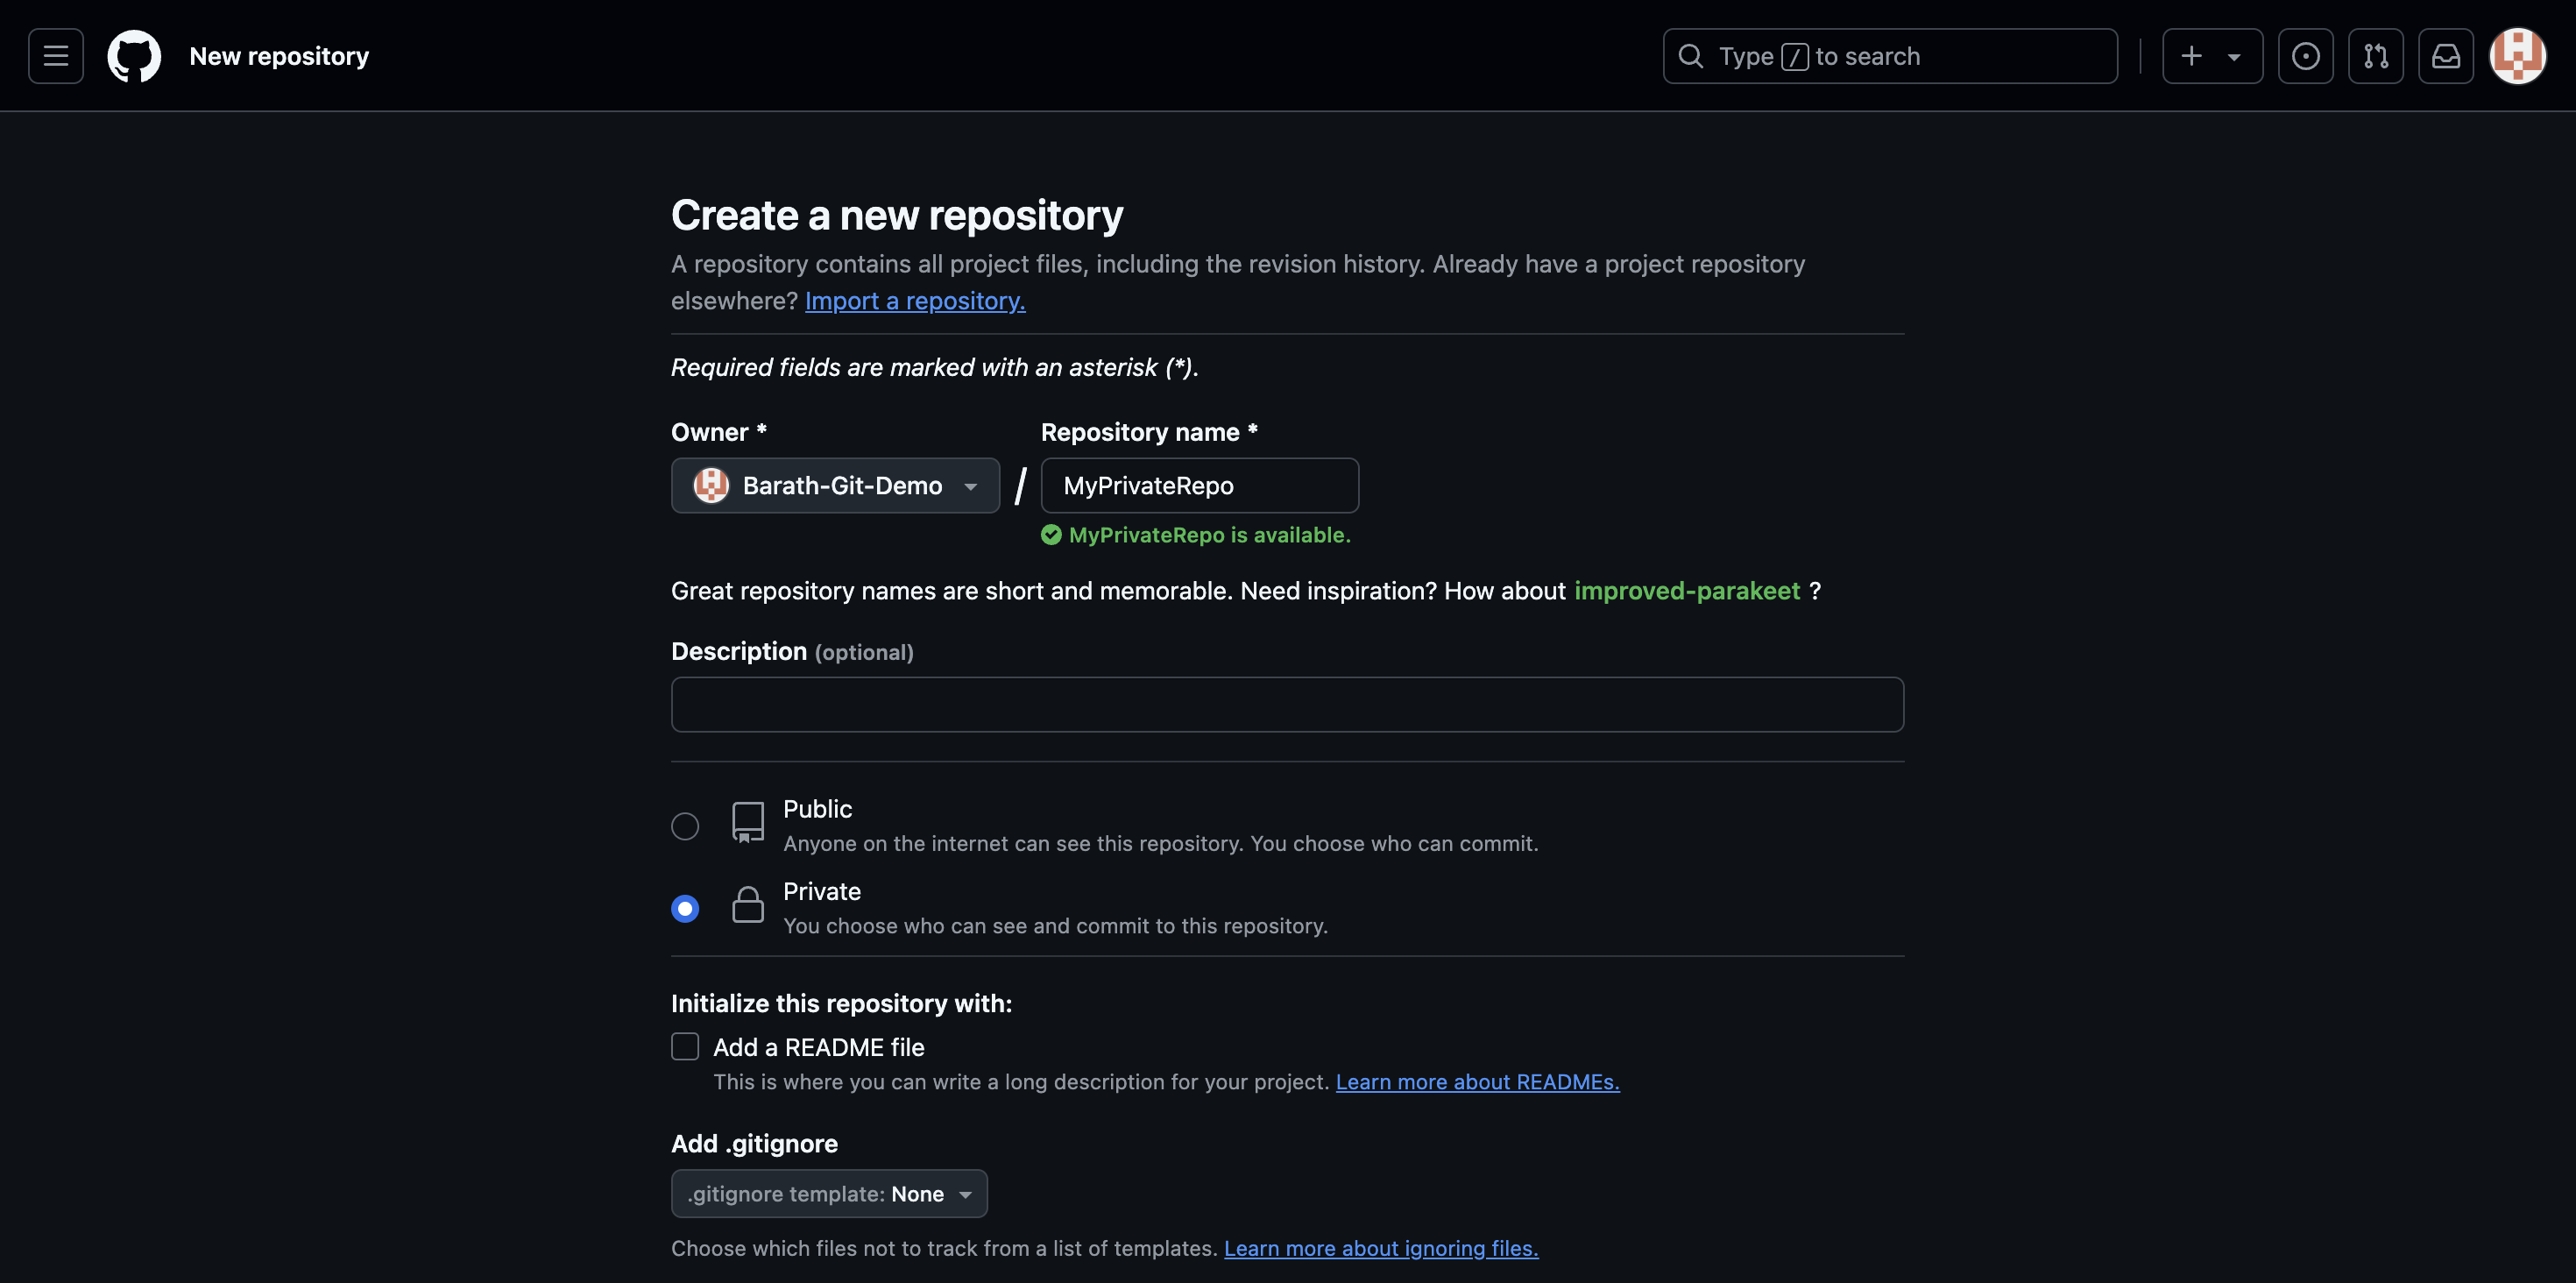 New repository
Type / to search
Create a new repository
A repository contains all project files, including the revision history. Already have a project repository
elsewhere? Import a repository.
Required fields are marked with an asterisk (*).
Owner * Repository name *
Barath-Git-Demo / MyPrivateRepo
MyPrivateRepo is available.
Great repository names are short and memorable. Need inspiration? How about improved-parakeet ?
Description (optional)
Public
Anyone on the internet can see this repository. You choose who can commit.
Private
You choose who can see and commit to this repository.
Initialize this repository with:
Add a README file
This is where you can write a long description for your project. Learn more about READMEs.
Add .gitignore
.gitignore template: None
Choose which files not to track from a list of templates. Learn more about ignoring files.